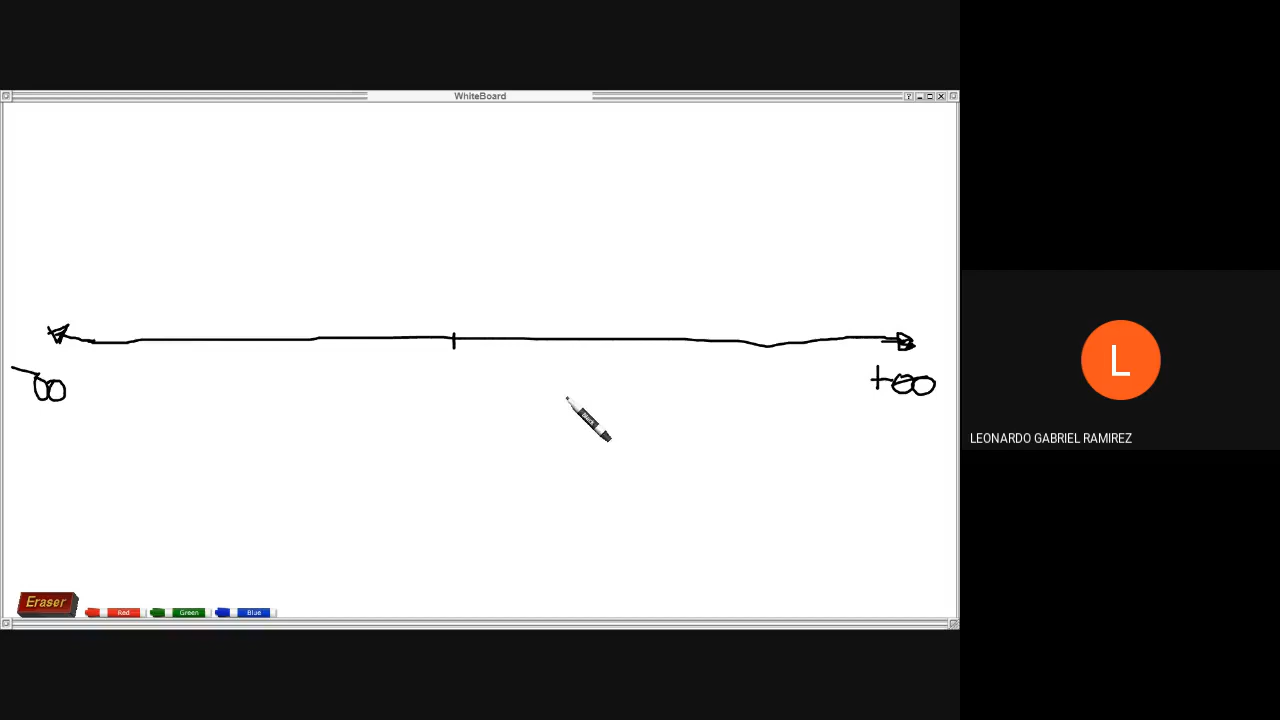 WhiteBoard
-∞
+∞
L
LEONARDO GABRIEL RAMIREZ
Eraser
Red
Green
Blue